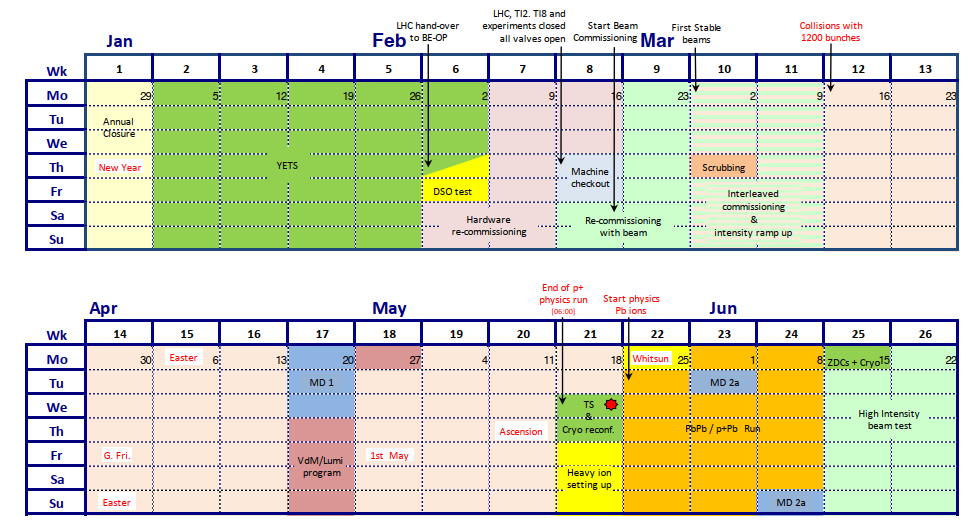 LHC hand-over
to BE-OP
LHC, TI2. TI8 and
experiments closed
all valves open
Start Beam
Commissioning
First Stable
beams
Collisions with
1200 bunches
Jan Feb Mar
Wk 1 2 3 4 5 6 7 8 9 10 11 12 13
Mo 29 5 12 19 26 2 9 16 23 2 9 16 23
Tu
Annual
Closure
We
Th New Year YETS Machine
checkout
Scrubbing
Fr DSO test
Interleaved
commissioning
&
intensity ramp up
Sa
Hardware
re-commissioning
Re-commissioning
with beam
Su
End of p+
physics run
[06:00]
Start physics
Pb ions
Apr May Jun
Wk 14 15 16 17 18 19 20 21 22 23 24 25 26
Mo 30 Easter 6 13 20 27 4 11 18 Whitsun 25 1 8 ZDCs + Cryo 15 22
Tu MD 1 MD 2a
We
TS
&
Cryo reconf.
High Intensity
beam test
Th Ascension PbPb / p+Pb Run
Fr G. Fri. 1st May
VdM/Lumi
program
Heavy ion
setting up
Sa
Su Easter MD 2a